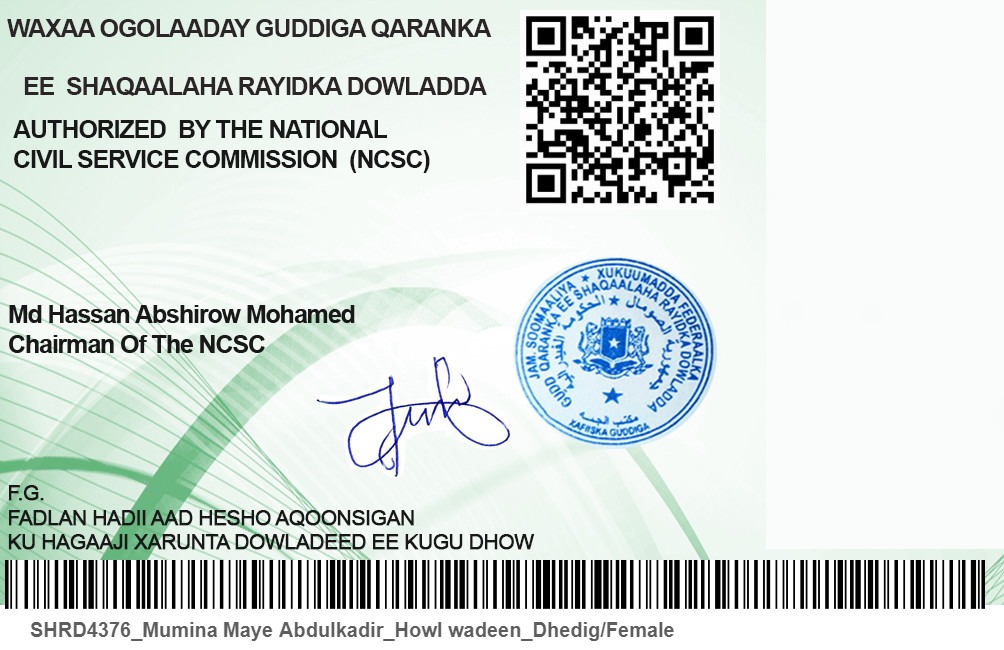 WAXAA OGOLAADAY GUDDIGA QARANKA
EE SHAQAALAHA RAYIDKA DOWLADDA
AUTHORIZED BY THE NATIONAL
CIVIL SERVICE COMMISSION (NCSC)
JAM. SOOMAALIYA ★ XUKUUMADDA FEDERAALKA
GUDD QARANKA EE SHAQAALAHA RAYIDKA DOWLADDA
XAFIISKA GUDDIGA
Md Hassan Abshirow Mohamed
Chairman Of The NCSC
F.G.
FADLAN HADII AAD HESHO AQOONSIGAN
KU HAGAAJI XARUNTA DOWLADEED EE KUGU DHOW
SHRD4376_Mumina Maye Abdulkadir_Howl wadeen_Dhedig/Female